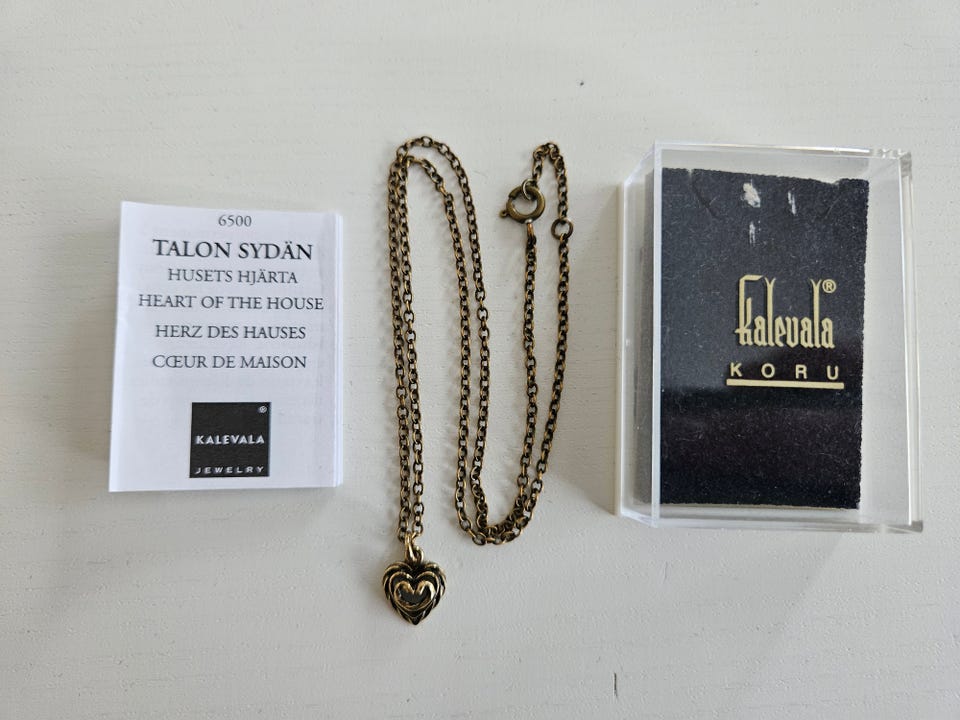 6500
TALON SYDÄN
HUSETS HJÄRTA
HEART OF THE HOUSE
HERZ DES HAUSES
CŒUR DE MAISON
®
KALEVALA
JEWELRY
Kalevala®
KORU